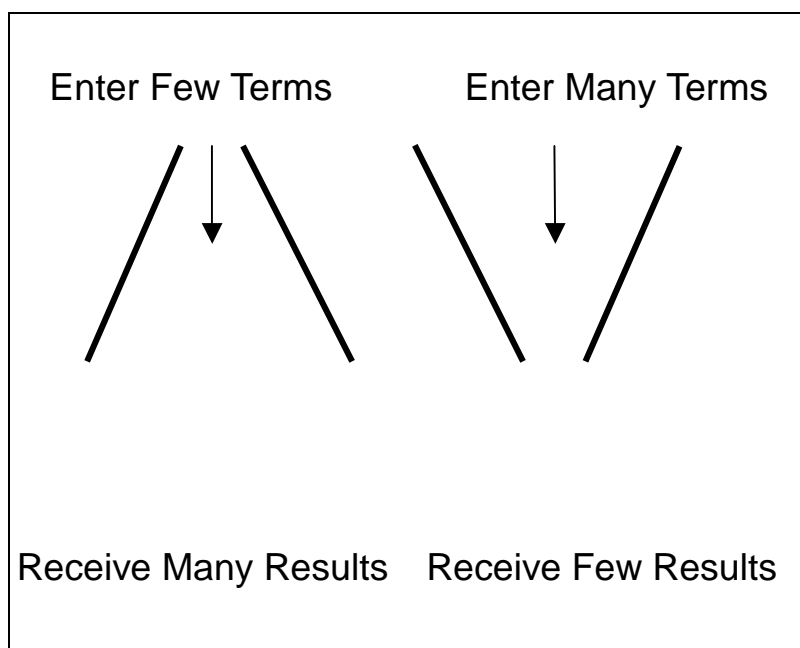 Enter Few Terms
Enter Many Terms
Receive Many Results
Receive Few Results